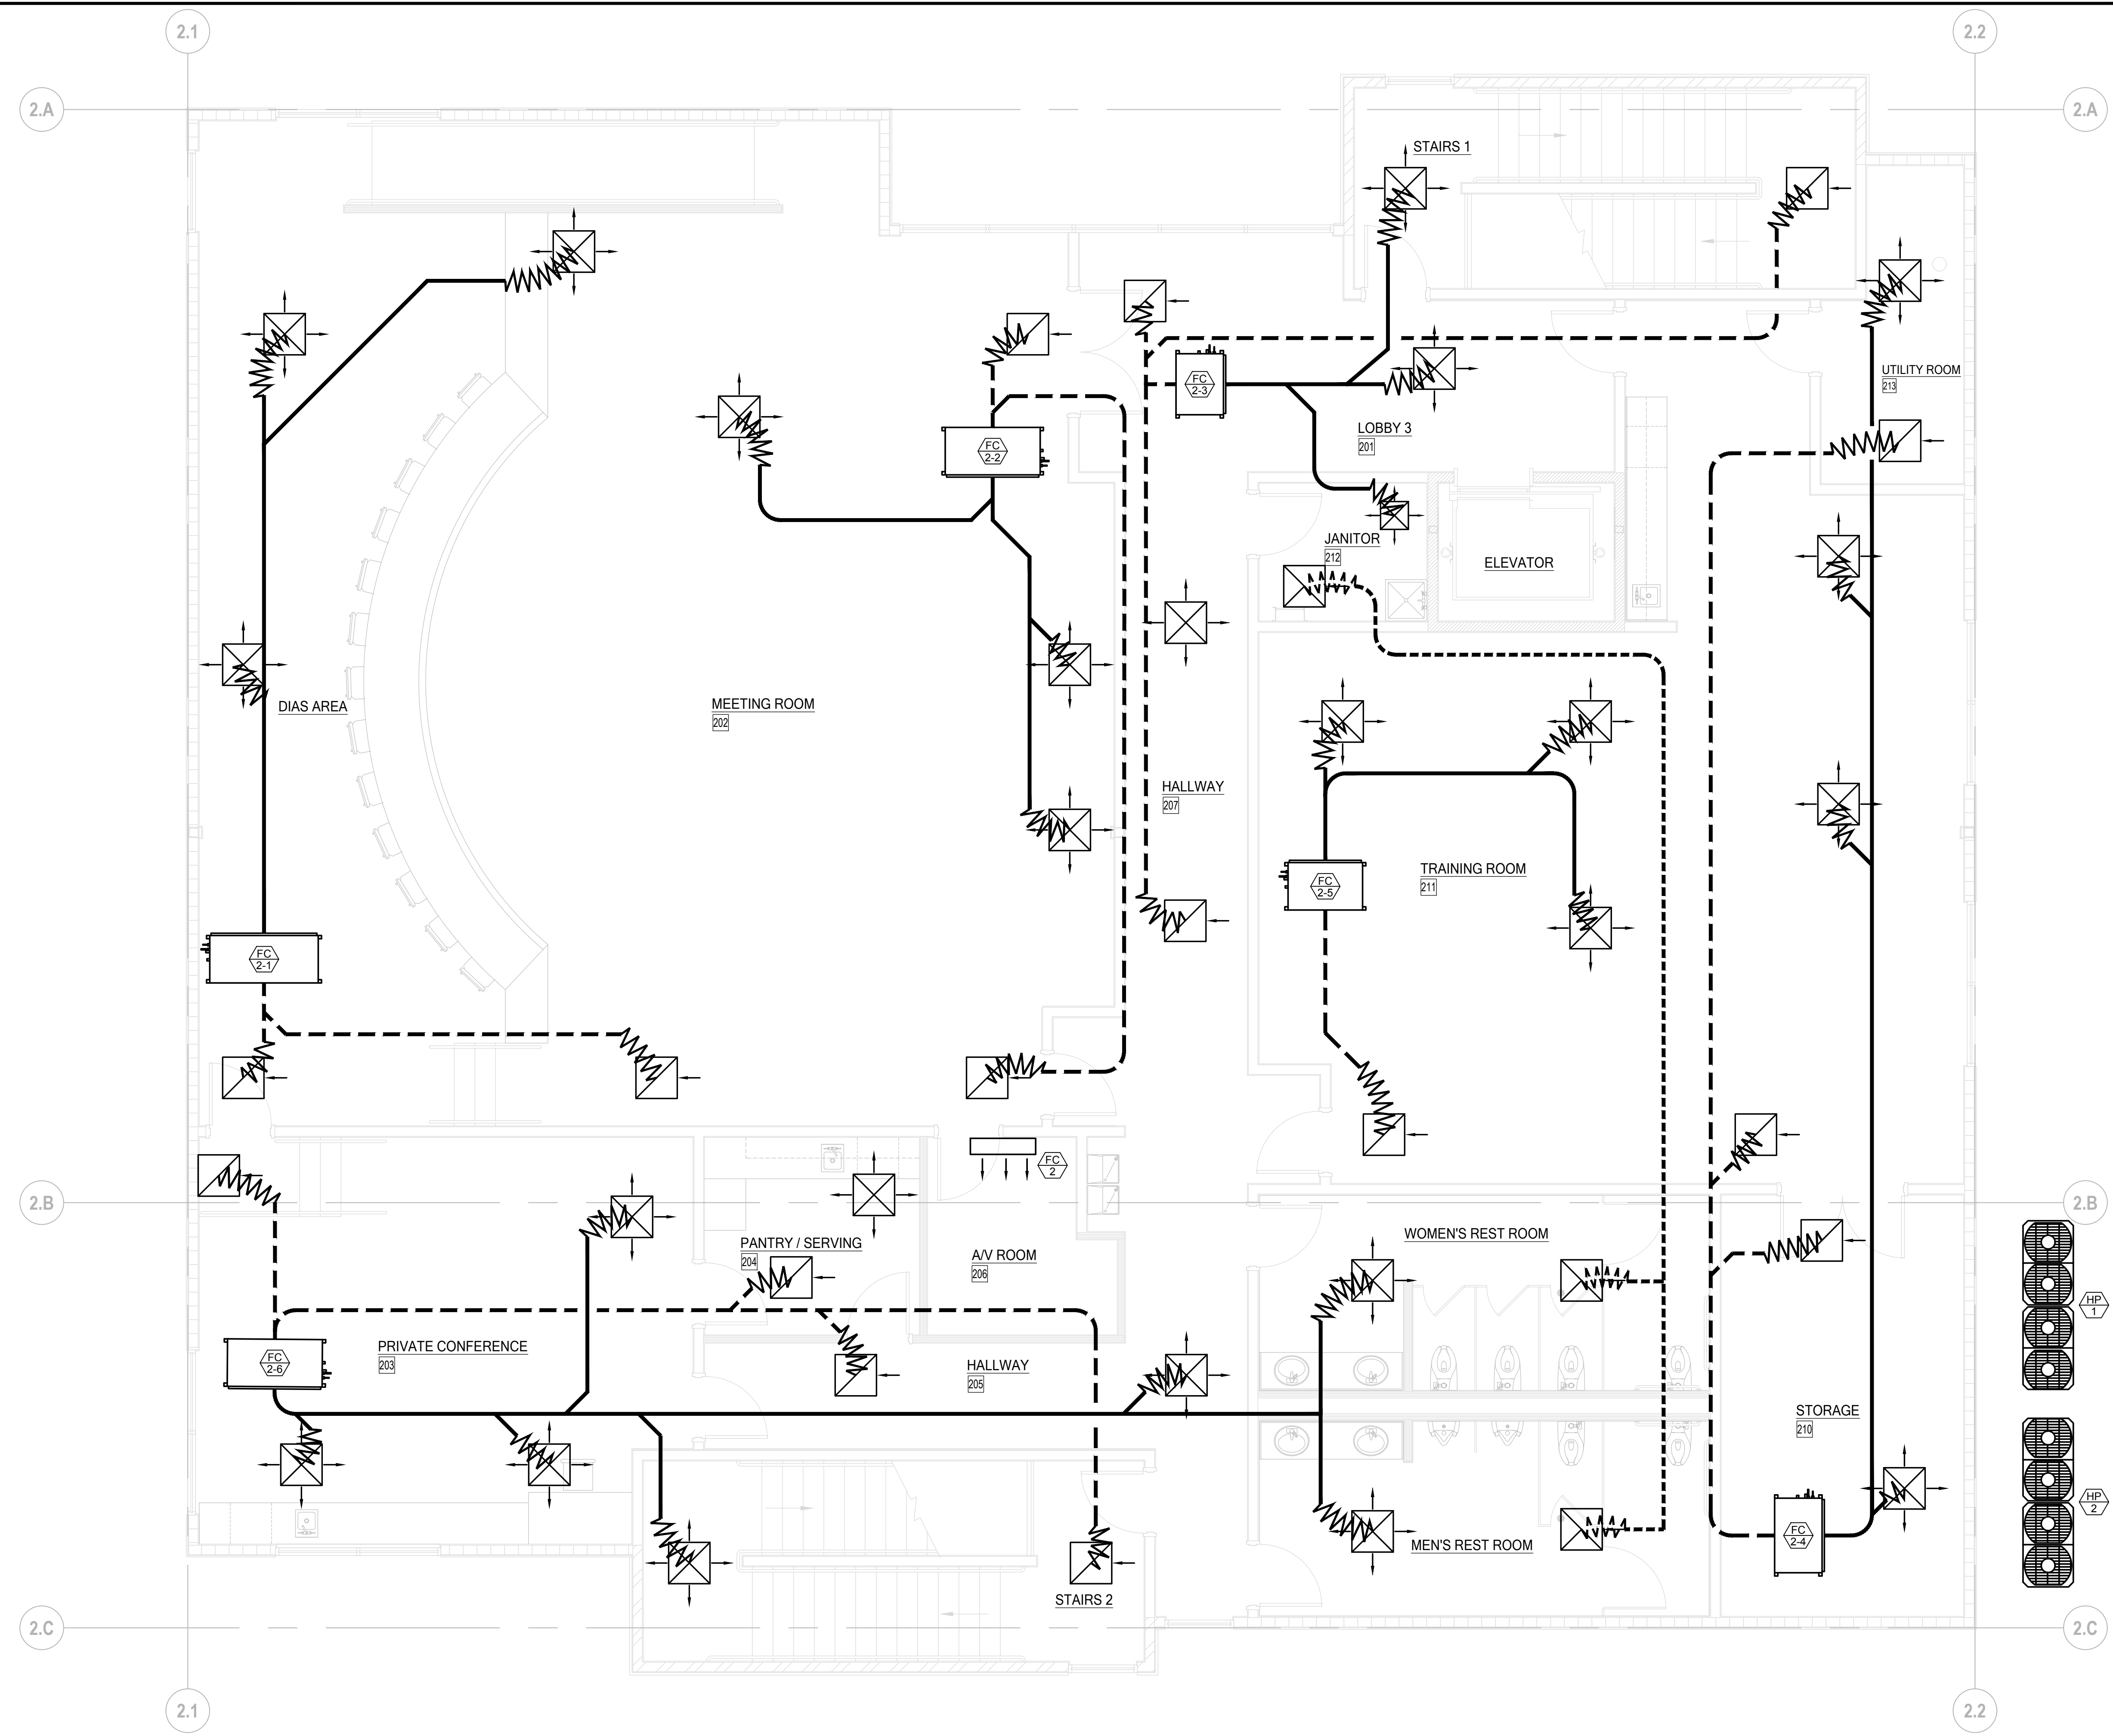 2.1
2.2
2.A
2.A
STAIRS 1
UTILITY ROOM
213
FC
2-3
LOBBY 3
201
FC
2-2
JANITOR
212
ELEVATOR
DIAS AREA
MEETING ROOM
202
HALLWAY
207
TRAINING ROOM
211
FC
2-5
FC
2-1
FC
2
2.B
2.B
WOMEN'S REST ROOM
PANTRY / SERVING
204
A/V ROOM
206
HP
1
PRIVATE CONFERENCE
203
FC
2-6
HALLWAY
205
STORAGE
210
HP
2
FC
2-4
MEN'S REST ROOM
STAIRS 2
2.C
2.C
2.1
2.2